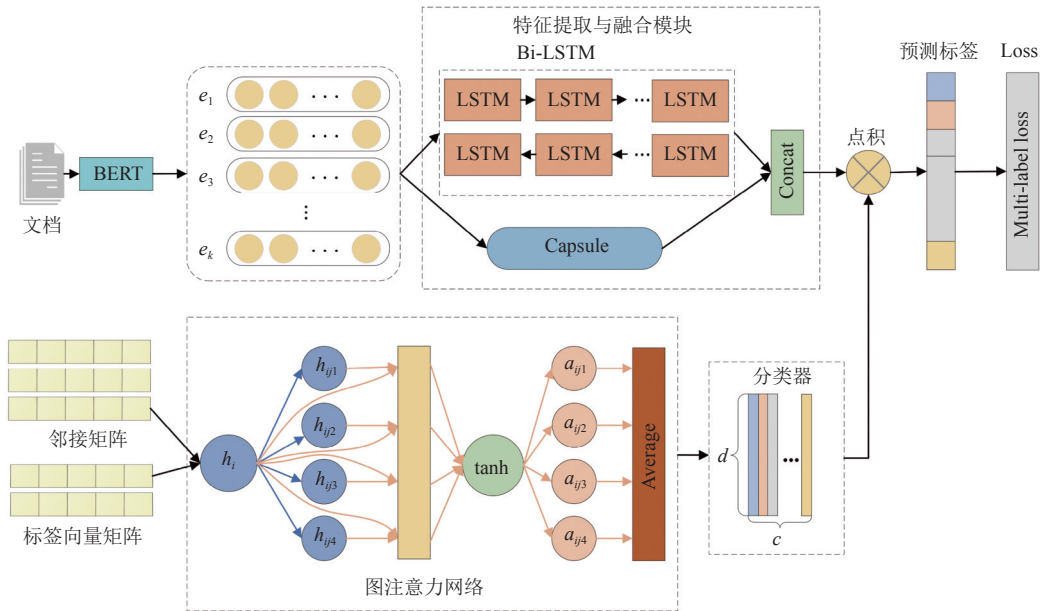 特征提取与融合模块
Bi-LSTM
预测标签
Loss
e1
e2
e3
⋮
ek
LSTM LSTM ··· LSTM
LSTM LSTM ··· LSTM
Concat
点积
Multi-label loss
BERT
文档
Capsule
邻接矩阵
标签向量矩阵
hi
hij1
hij2
hij3
hij4
tanh
aij1
aij2
aij3
aij4
Average
图注意力网络
分类器
d
···
c